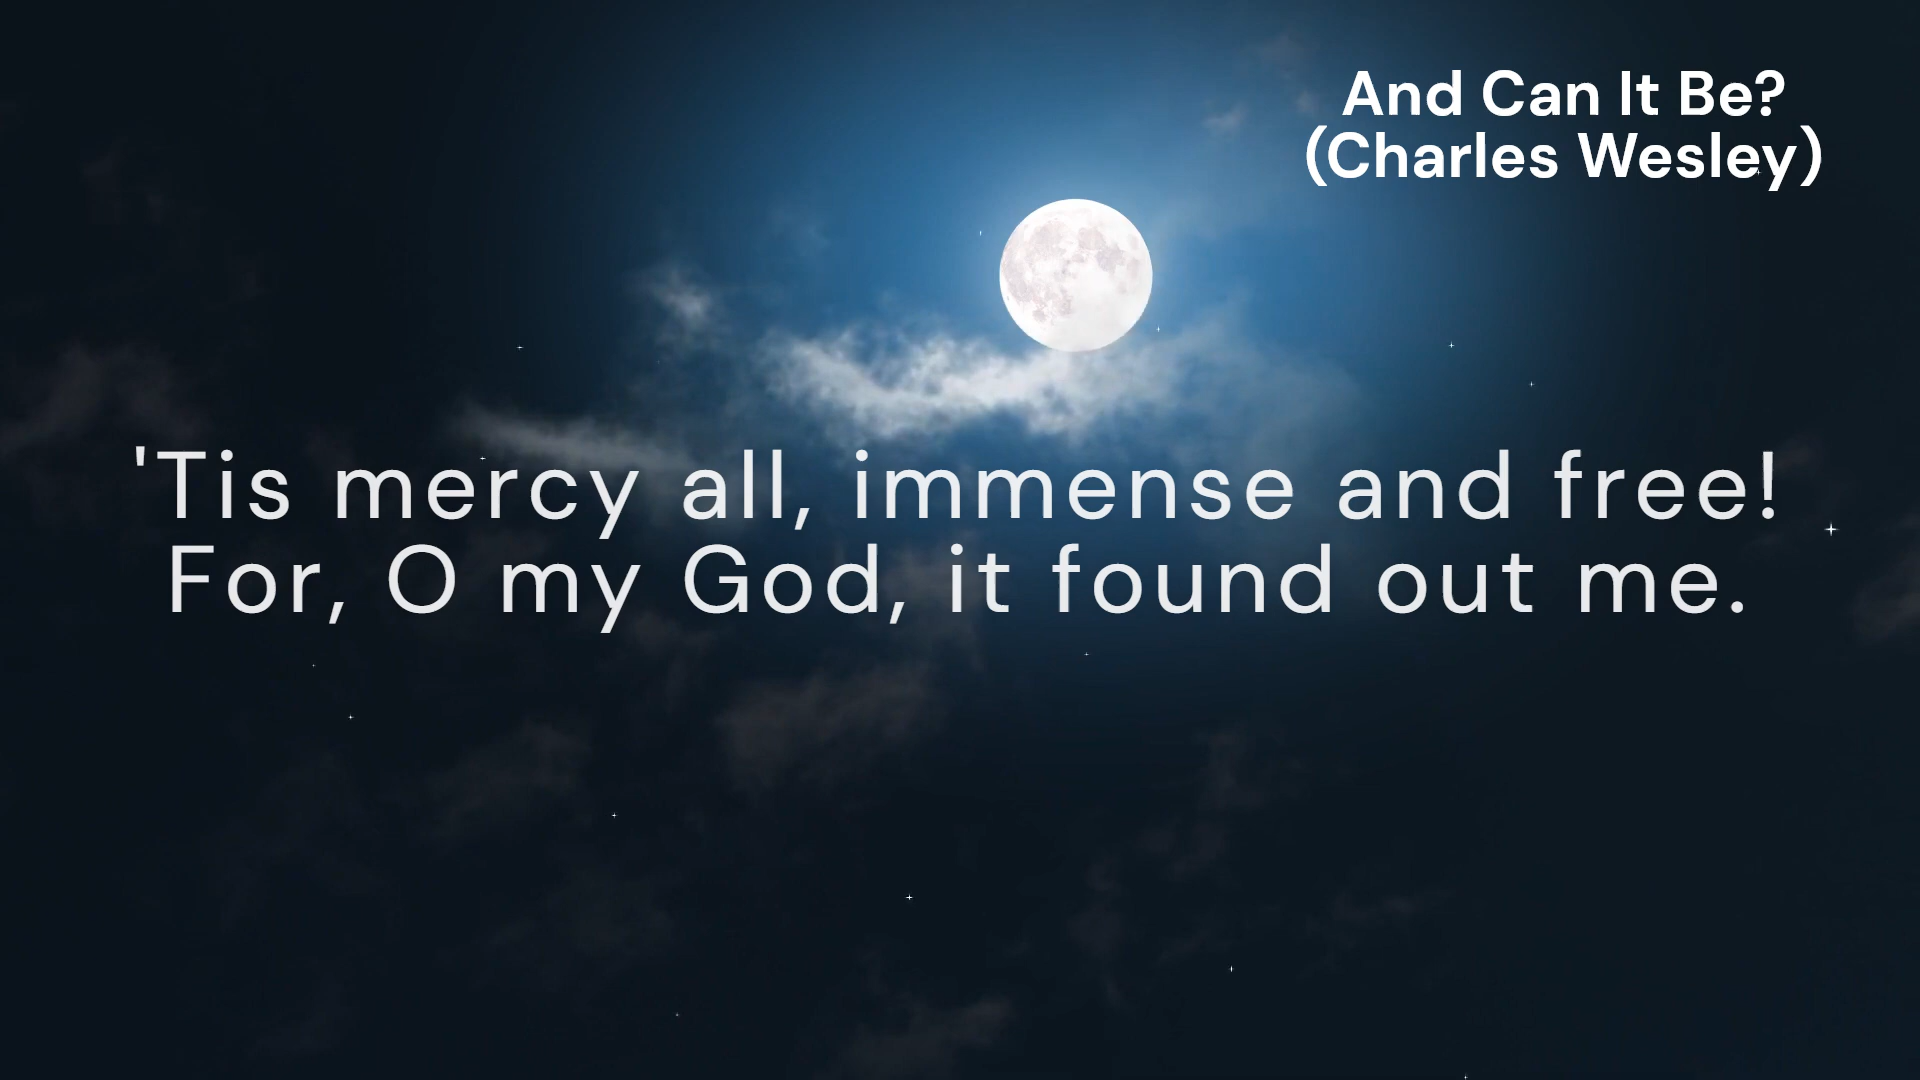 And Can It Be?
(Charles Wesley)
'Tis mercy all, immense and free!
For, O my God, it found out me.